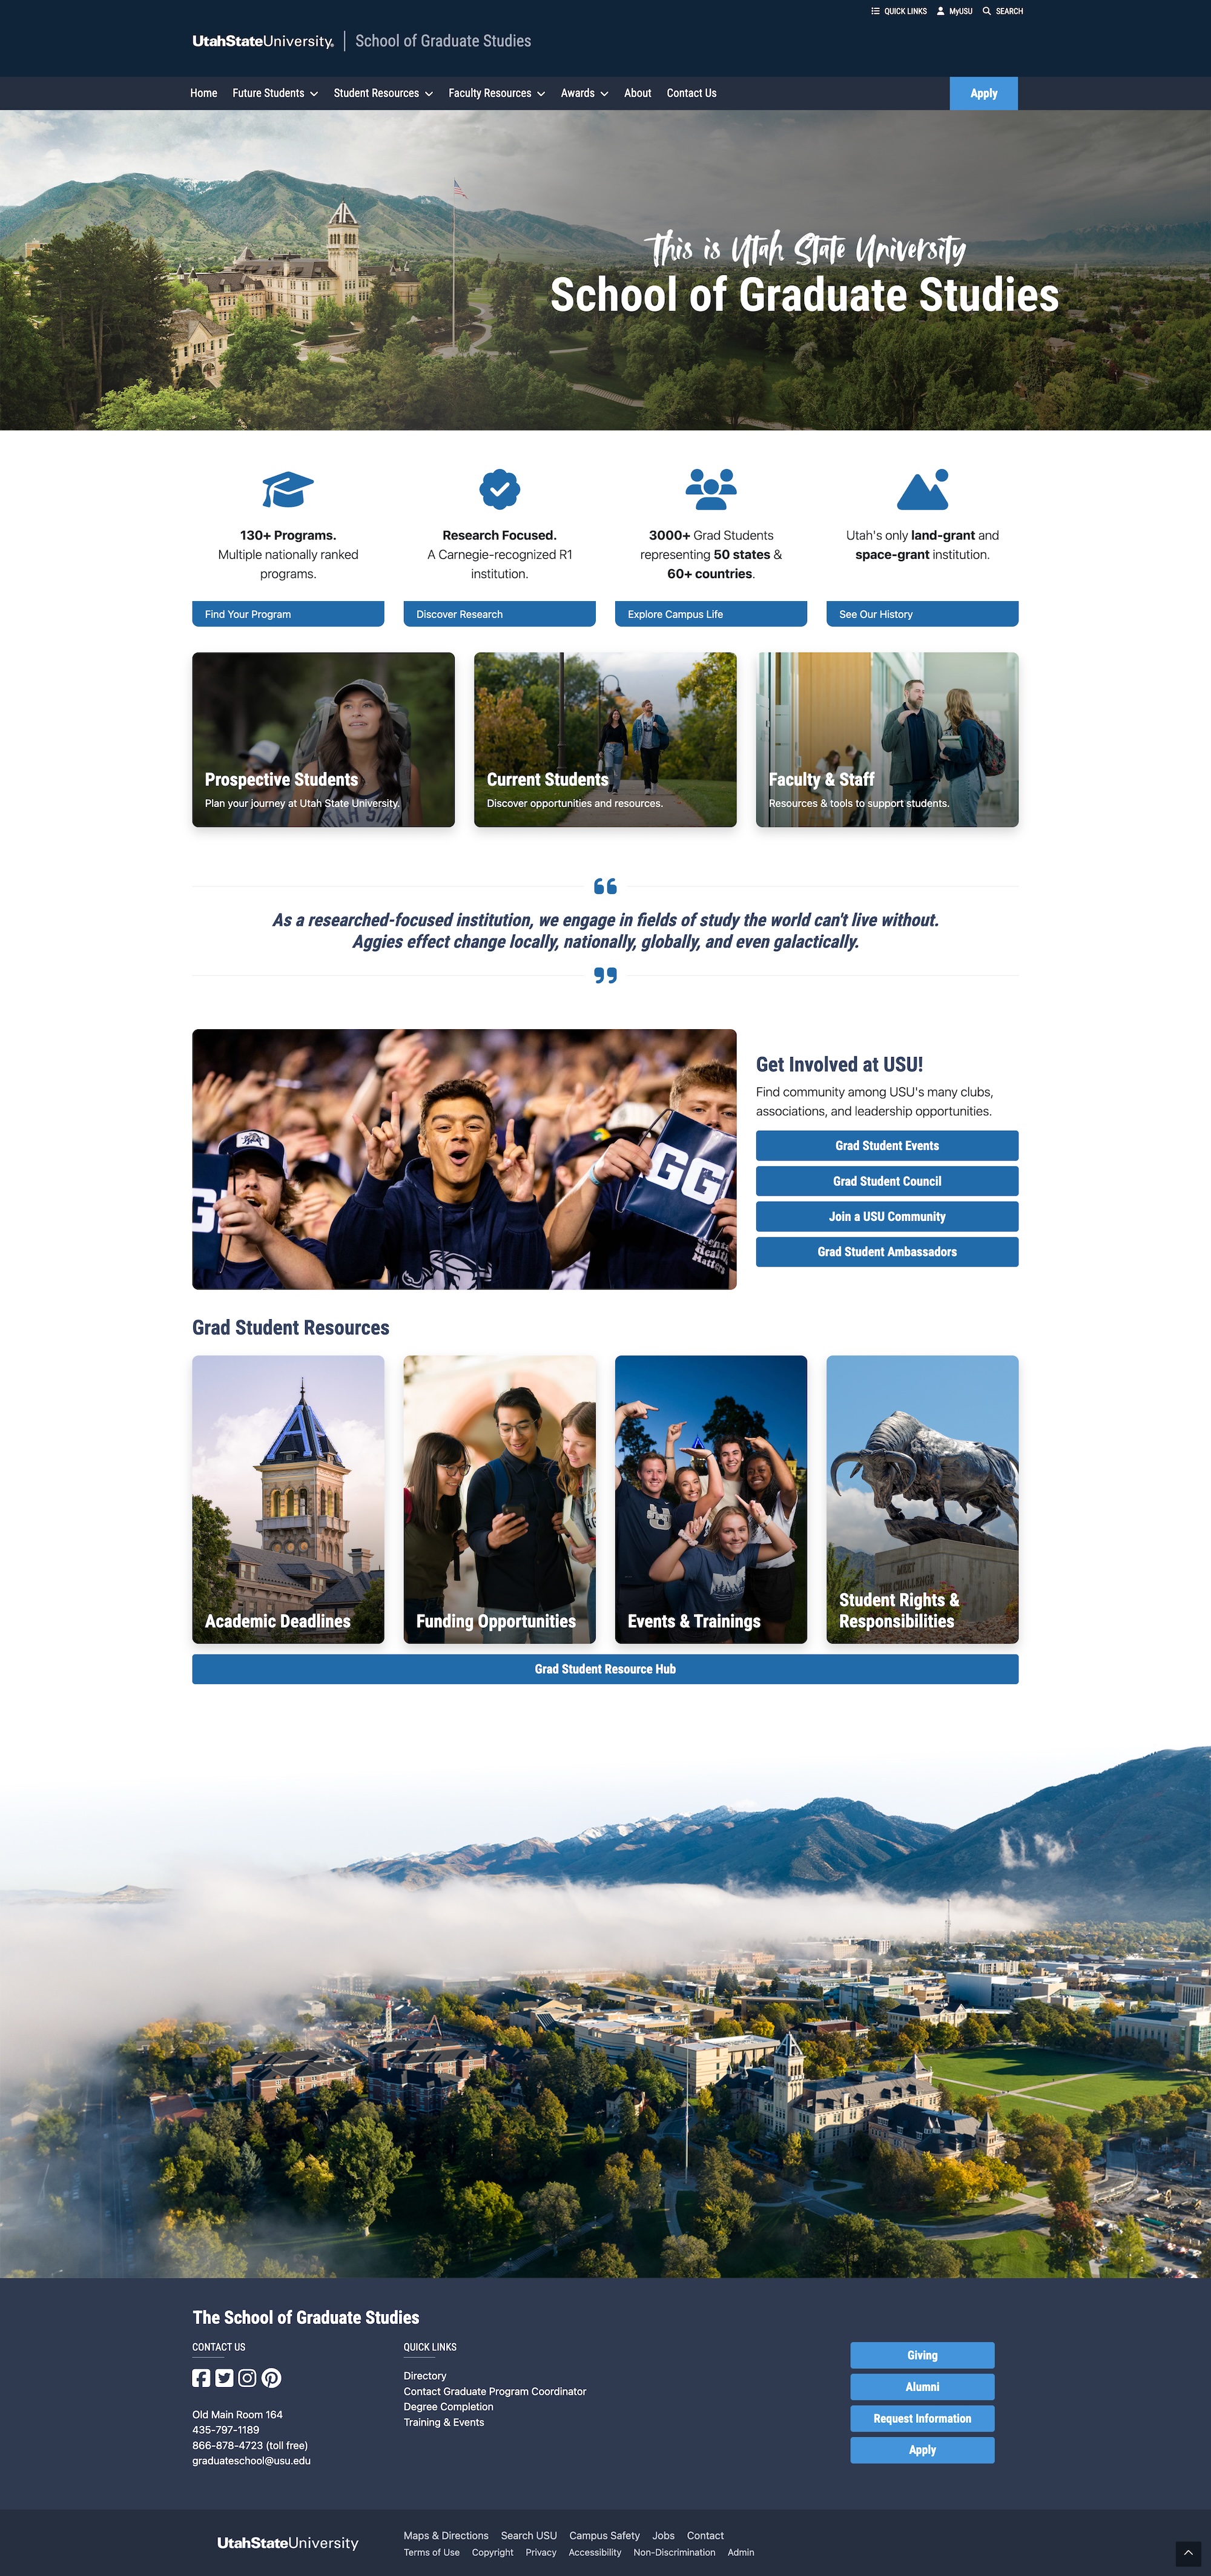 QUICK LINKS MyUSU SEARCH
UtahStateUniversity® School of Graduate Studies
Home Future Students Student Resources Faculty Resources Awards About Contact Us Apply
This is Utah State University
School of Graduate Studies
130+ Programs.
Multiple nationally ranked
programs.
Find Your Program
Research Focused.
A Carnegie-recognized R1
institution.
Discover Research
3000+ Grad Students
representing 50 states &
60+ countries.
Explore Campus Life
Utah's only land-grant and
space-grant institution.
See Our History
Prospective Students
Plan your journey at Utah State University.
Current Students
Discover opportunities and resources.
Faculty & Staff
Resources & tools to support students.
“
As a researched-focused institution, we engage in fields of study the world can't live without.
Aggies effect change locally, nationally, globally, and even galactically.
”
Get Involved at USU!
Find community among USU's many clubs,
associations, and leadership opportunities.
Grad Student Events
Grad Student Council
Join a USU Community
Grad Student Ambassadors
Grad Student Resources
Academic Deadlines
Funding Opportunities
Events & Trainings
Student Rights &
Responsibilities
Grad Student Resource Hub
The School of Graduate Studies
CONTACT US
Old Main Room 164
435-797-1189
866-878-4723 (toll free)
graduateschool@usu.edu
QUICK LINKS
Directory
Contact Graduate Program Coordinator
Degree Completion
Training & Events
Giving
Alumni
Request Information
Apply
UtahStateUniversity
Maps & Directions Search USU Campus Safety Jobs Contact
Terms of Use Copyright Privacy Accessibility Non-Discrimination Admin